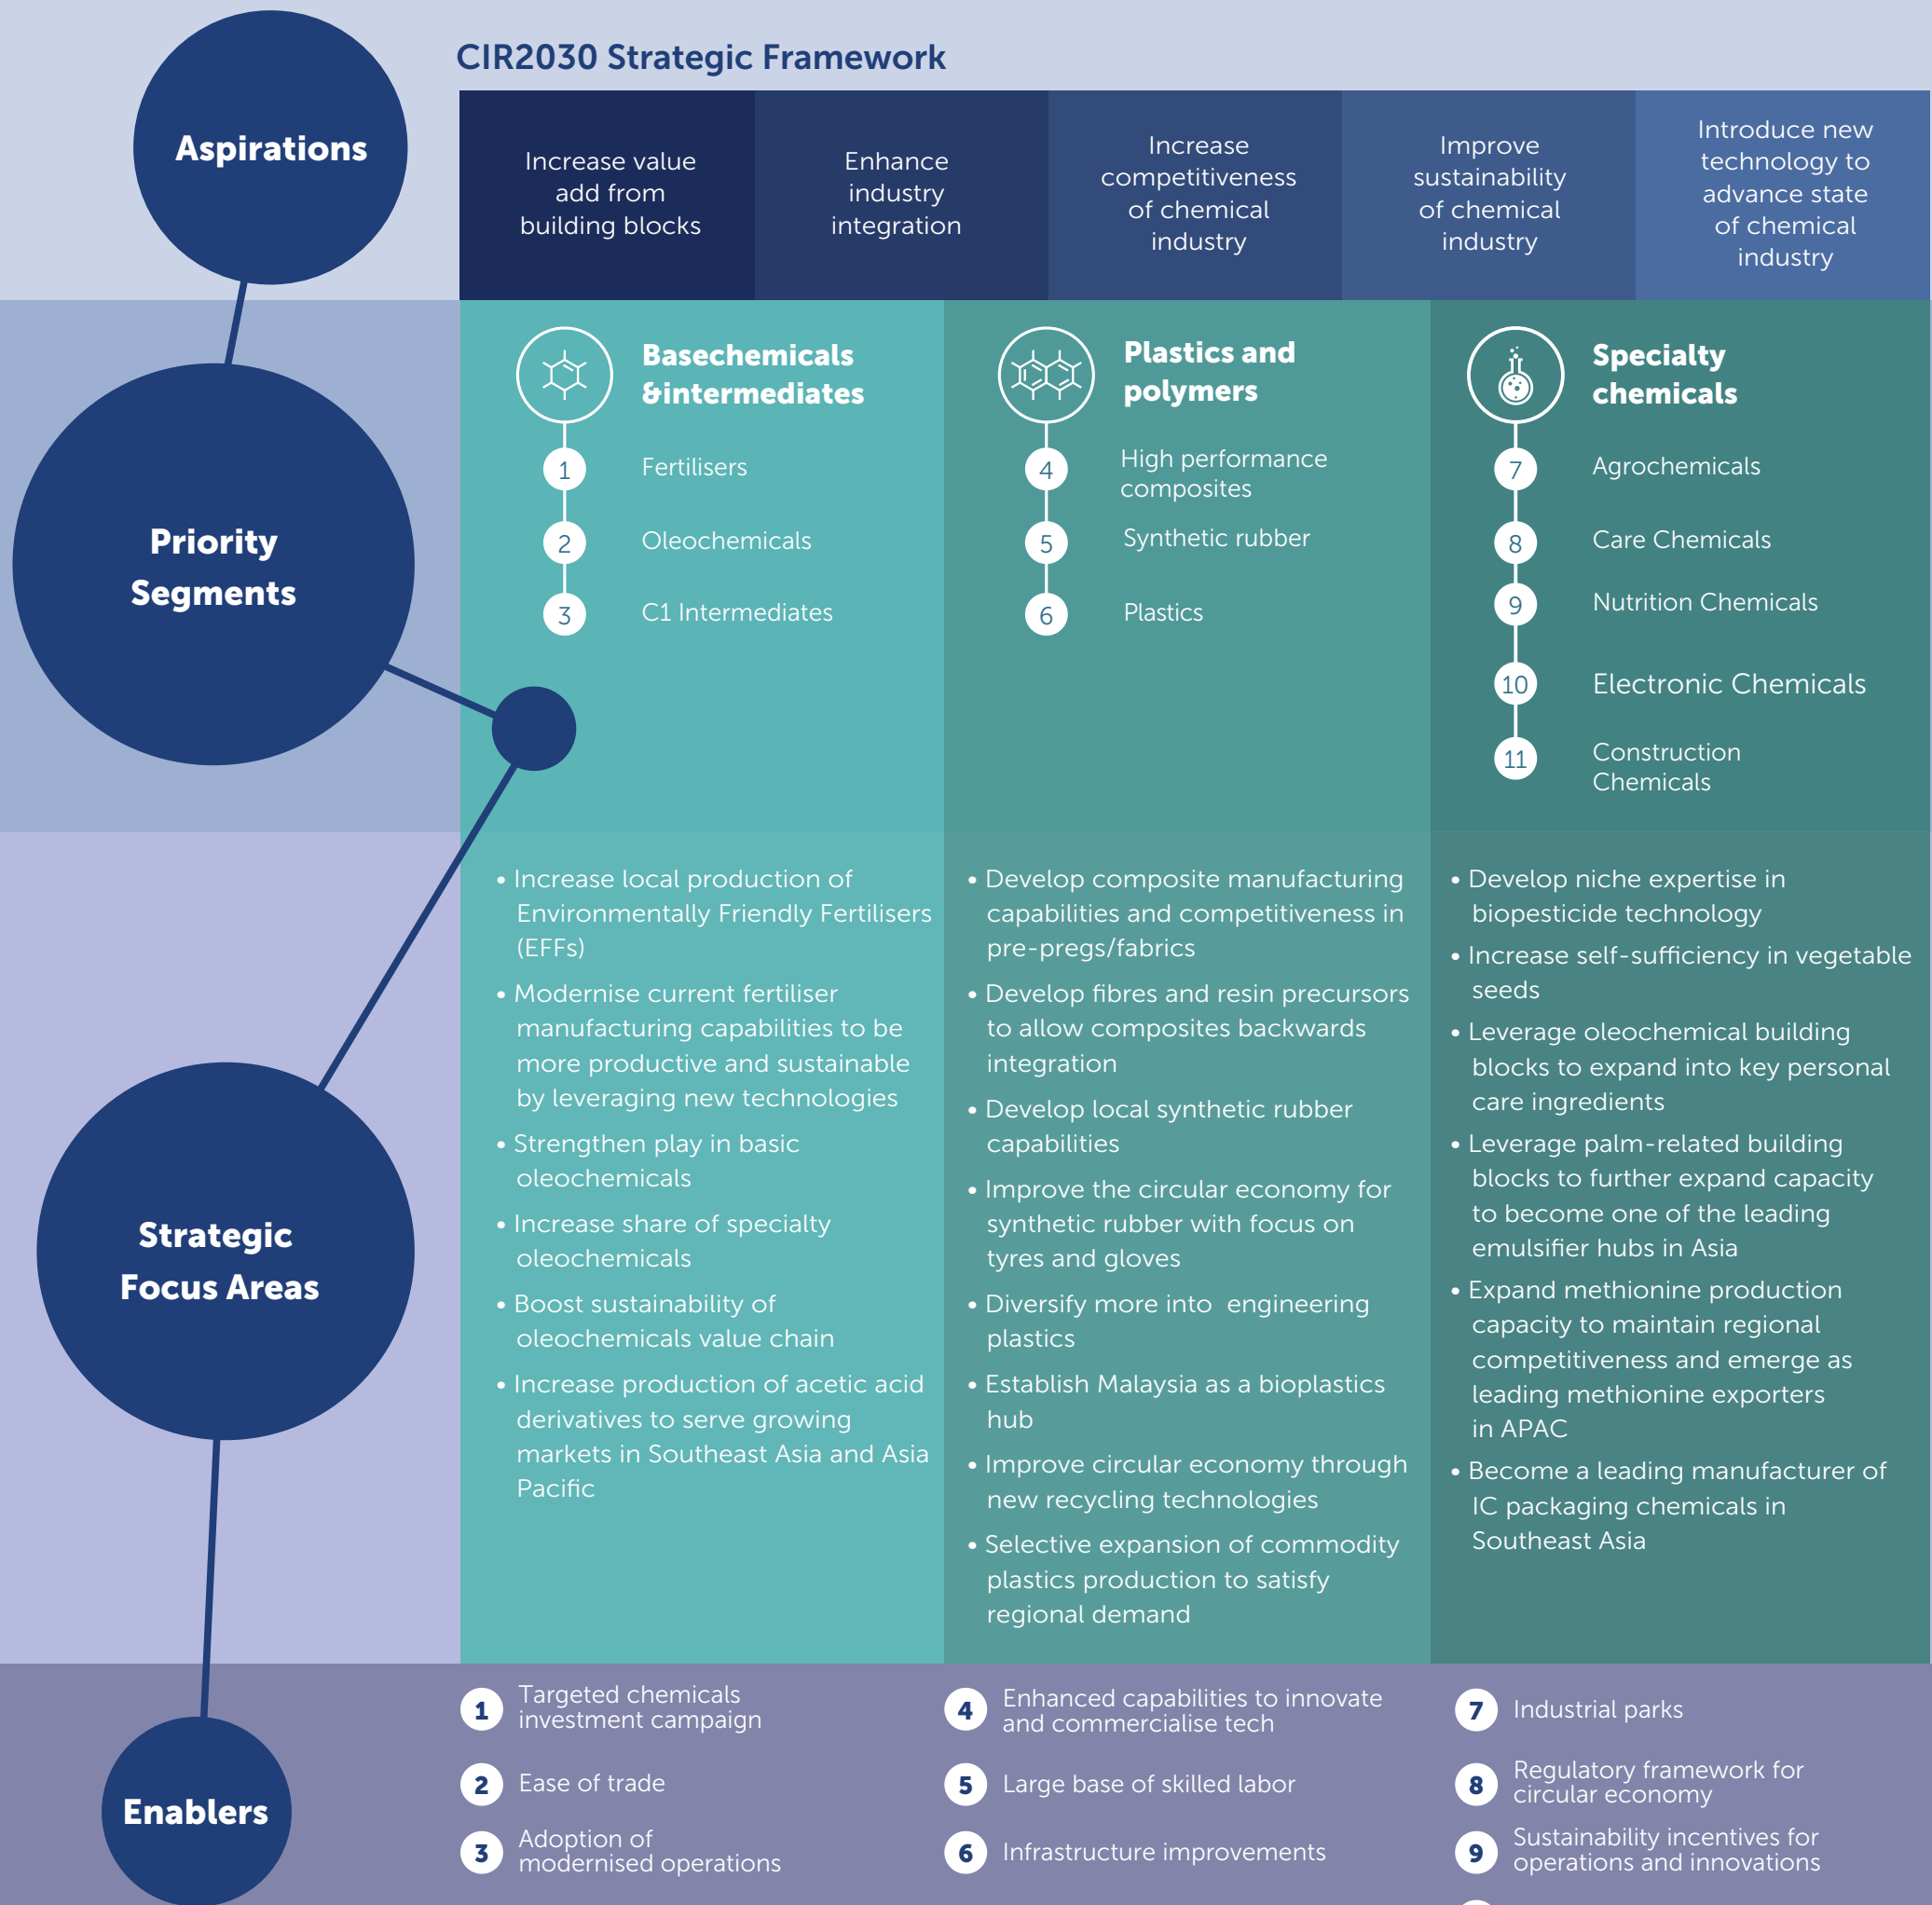 CIR2030 Strategic Framework
Aspirations
Increase value
add from
building blocks
Enhance
industry
integration
Increase
competitiveness
of chemical
industry
Improve
sustainability
of chemical
industry
Introduce new
technology to
advance state
of chemical
industry
Priority
Segments
Basechemicals
&intermediates
1 Fertilisers
2 Oleochemicals
3 C1 Intermediates
Plastics and
polymers
4 High performance
composites
5 Synthetic rubber
6 Plastics
Specialty
chemicals
7 Agrochemicals
8 Care Chemicals
9 Nutrition Chemicals
10 Electronic Chemicals
11 Construction
Chemicals
Strategic
Focus Areas
• Increase local production of
Environmentally Friendly Fertilisers
(EFFs)
• Modernise current fertiliser
manufacturing capabilities to be
more productive and sustainable
by leveraging new technologies
• Strengthen play in basic
oleochemicals
• Increase share of specialty
oleochemicals
• Boost sustainability of
oleochemicals value chain
• Increase production of acetic acid
derivatives to serve growing
markets in Southeast Asia and Asia
Pacific
• Develop composite manufacturing
capabilities and competitiveness in
pre-pregs/fabrics
• Develop fibres and resin precursors
to allow composites backwards
integration
• Develop local synthetic rubber
capabilities
• Improve the circular economy for
synthetic rubber with focus on
tyres and gloves
• Diversify more into engineering
plastics
• Establish Malaysia as a bioplastics
hub
• Improve circular economy through
new recycling technologies
• Selective expansion of commodity
plastics production to satisfy
regional demand
• Develop niche expertise in
biopesticide technology
• Increase self-sufficiency in vegetable
seeds
• Leverage oleochemical building
blocks to expand into key personal
care ingredients
• Leverage palm-related building
blocks to further expand capacity
to become one of the leading
emulsifier hubs in Asia
• Expand methionine production
capacity to maintain regional
competitiveness and emerge as
leading methionine exporters
in APAC
• Become a leading manufacturer of
IC packaging chemicals in
Southeast Asia
Enablers
1 Targeted chemicals
investment campaign
2 Ease of trade
3 Adoption of
modernised operations
4 Enhanced capabilities to innovate
and commercialise tech
5 Large base of skilled labor
6 Infrastructure improvements
7 Industrial parks
8 Regulatory framework for
circular economy
9 Sustainability incentives for
operations and innovations